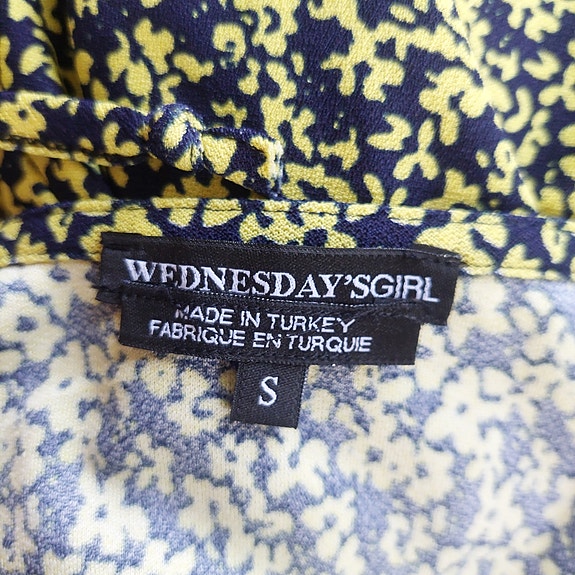 WEDNESDAY'SGIRL
MADE IN TURKEY
FABRIQUE EN TURQUIE
S